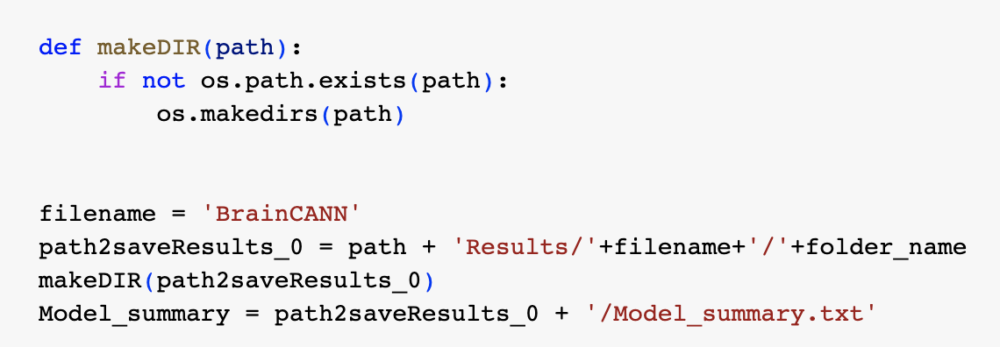 def makeDIR(path):
    if not os.path.exists(path):
        os.makedirs(path)
filename = 'BrainCANN'
path2saveResults_0 = path + 'Results/'+filename+'/'+folder_name
makeDIR(path2saveResults_0)
Model_summary = path2saveResults_0 + '/Model_summary.txt'